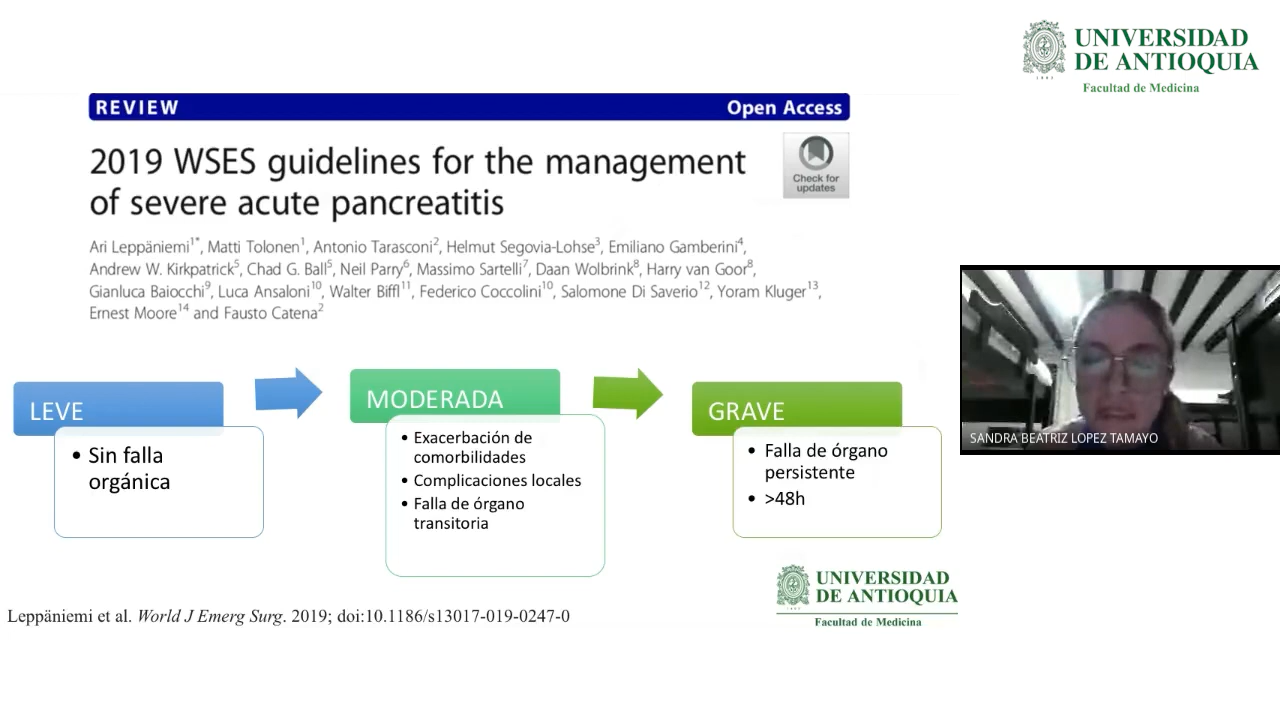 UNIVERSIDAD
DE ANTIOQUIA
1803
Facultad de Medicina
REVIEW
Open Access
2019 WSES guidelines for the management
of severe acute pancreatitis
Check for
updates
Ari Leppäniemi1*, Matti Tolonen1, Antonio Tarasconi2, Helmut Segovia-Lohse3, Emiliano Gamberini4,
Andrew W. Kirkpatrick5, Chad G. Ball5, Neil Parry6, Massimo Sartelli7, Daan Wolbrink8, Harry van Goor8,
Gianluca Baiocchi9, Luca Ansaloni10, Walter Biffl11, Federico Coccolini10, Salomone Di Saverio12, Yoram Kluger13,
Ernest Moore14 and Fausto Catena2
LEVE
• Sin falla
orgánica
MODERADA
• Exacerbación de
comorbilidades
• Complicaciones locales
• Falla de órgano
transitoria
GRAVE
• Falla de órgano
persistente
• >48h
SANDRA BEATRIZ LOPEZ TAMAYO
UNIVERSIDAD
DE ANTIOQUIA
Facultad de Medicina
Leppäniemi et al. World J Emerg Surg. 2019; doi:10.1186/s13017-019-0247-0